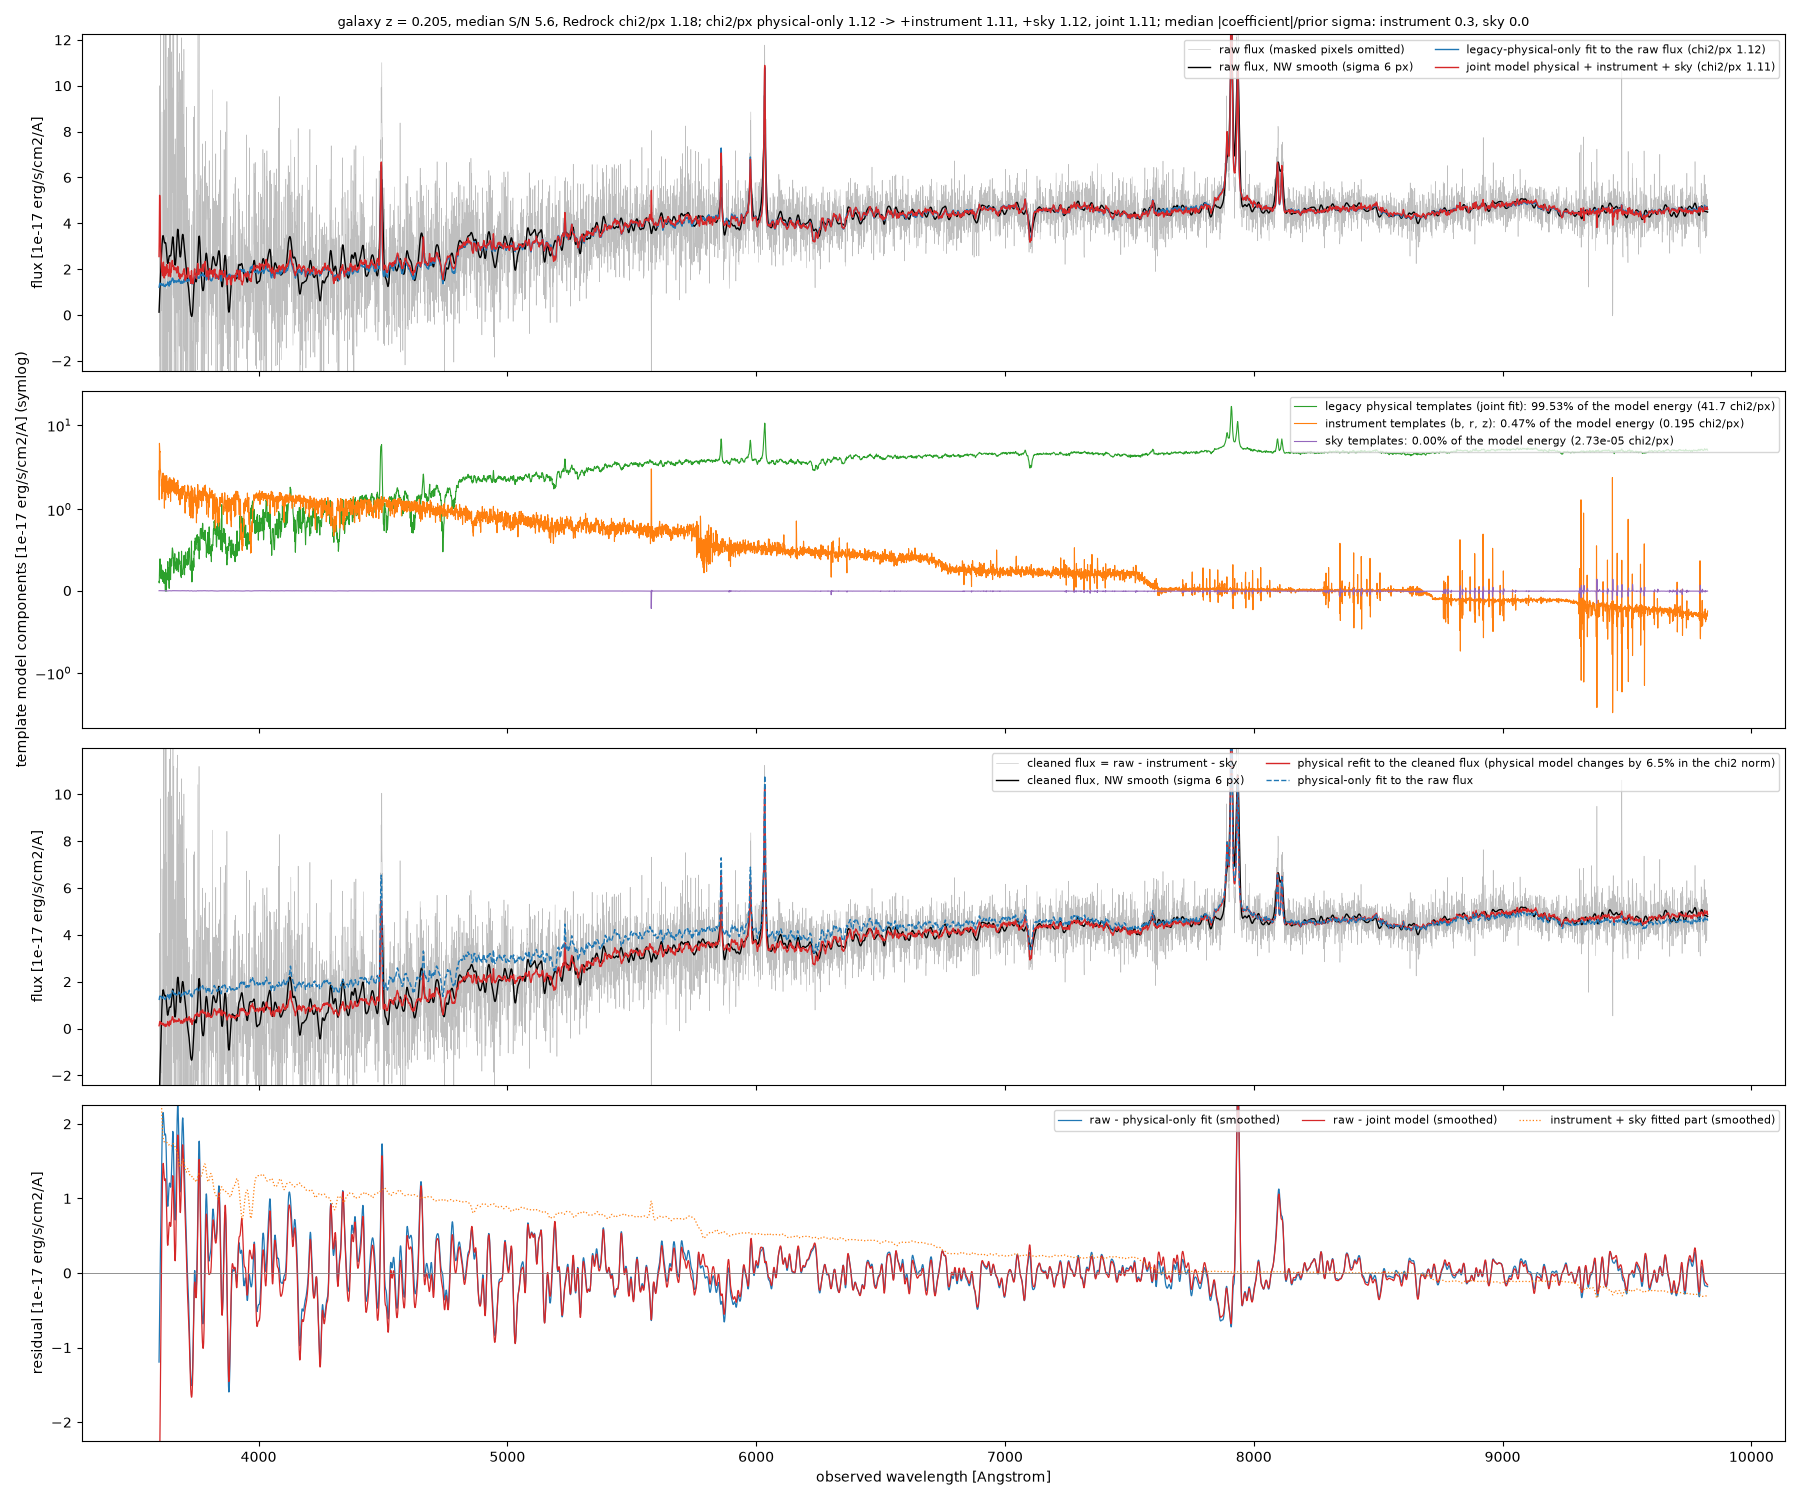 galaxy z = 0.205, median S/N 5.6, Redrock chi2/px 1.18; chi2/px physical-only 1.12 -> +instrument 1.11, +sky 1.12, joint 1.11; median |coefficient|/prior sigma: instrument 0.3, sky 0.0
raw flux (masked pixels omitted)
raw flux, NW smooth (sigma 6 px)
legacy-physical-only fit to the raw flux (chi2/px 1.12)
joint model physical + instrument + sky (chi2/px 1.11)
flux [1e-17 erg/s/cm2/A]
12
10
8
6
4
2
0
−2
legacy physical templates (joint fit): 99.53% of the model energy (41.7 chi2/px)
instrument templates (b, r, z): 0.47% of the model energy (0.195 chi2/px)
sky templates: 0.00% of the model energy (2.73e-05 chi2/px)
template model components [1e-17 erg/s/cm2/A] (symlog)
10^1
10^0
0
−10^0
cleaned flux = raw - instrument - sky
cleaned flux, NW smooth (sigma 6 px)
physical refit to the cleaned flux (physical model changes by 6.5% in the chi2 norm)
physical-only fit to the raw flux
flux [1e-17 erg/s/cm2/A]
10
8
6
4
2
0
−2
raw - physical-only fit (smoothed)
raw - joint model (smoothed)
instrument + sky fitted part (smoothed)
residual [1e-17 erg/s/cm2/A]
2
1
0
−1
−2
4000
5000
6000
7000
8000
9000
10000
observed wavelength [Angstrom]